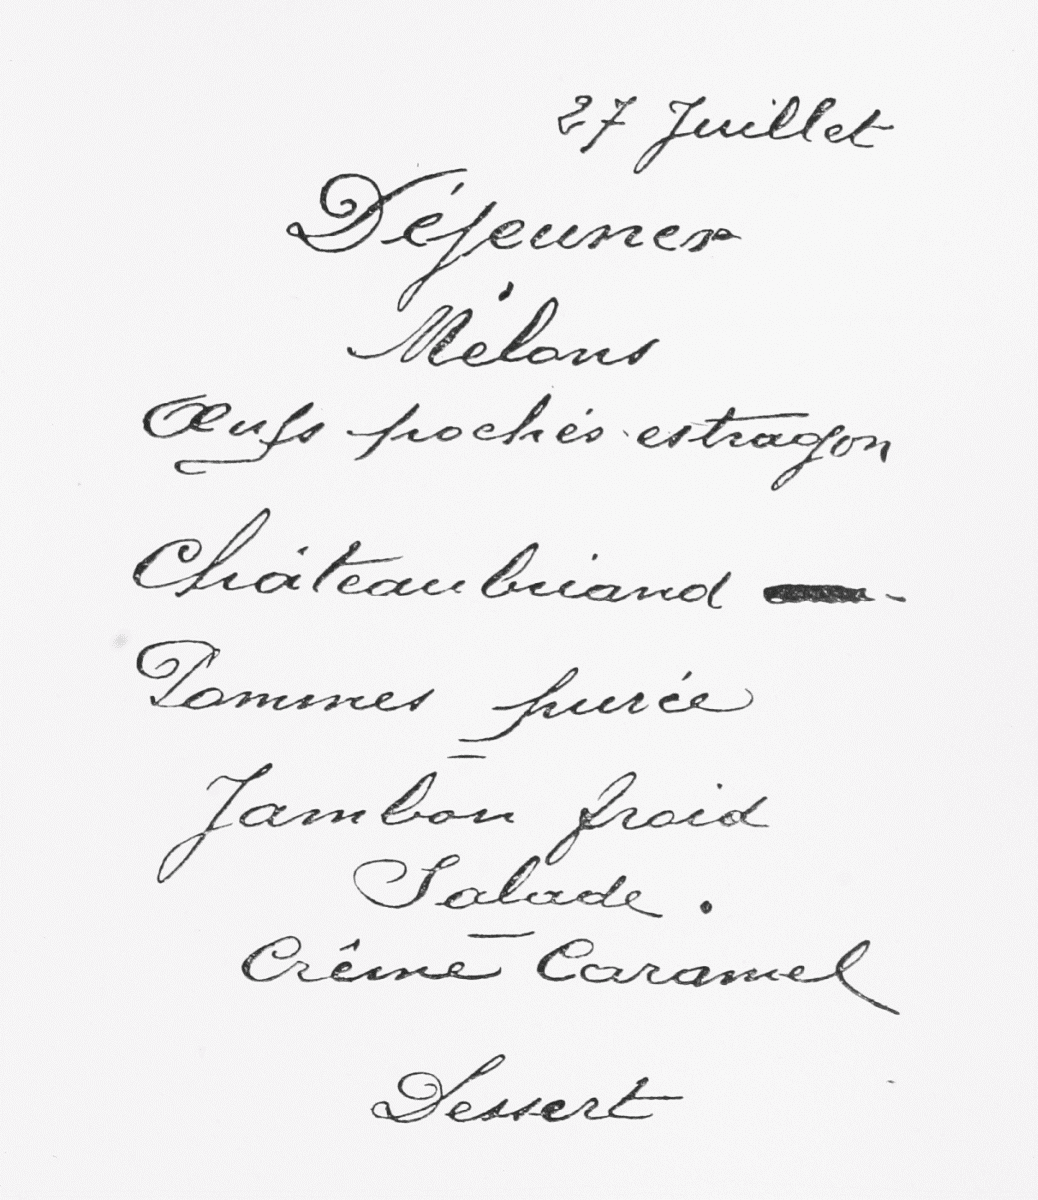 27 Juillet
Déjeuner
Mélons
Œufs pochés estragon
Châteaubriand
Pommes purée
Jambon froid
Salade.
Crême Caramel
Dessert